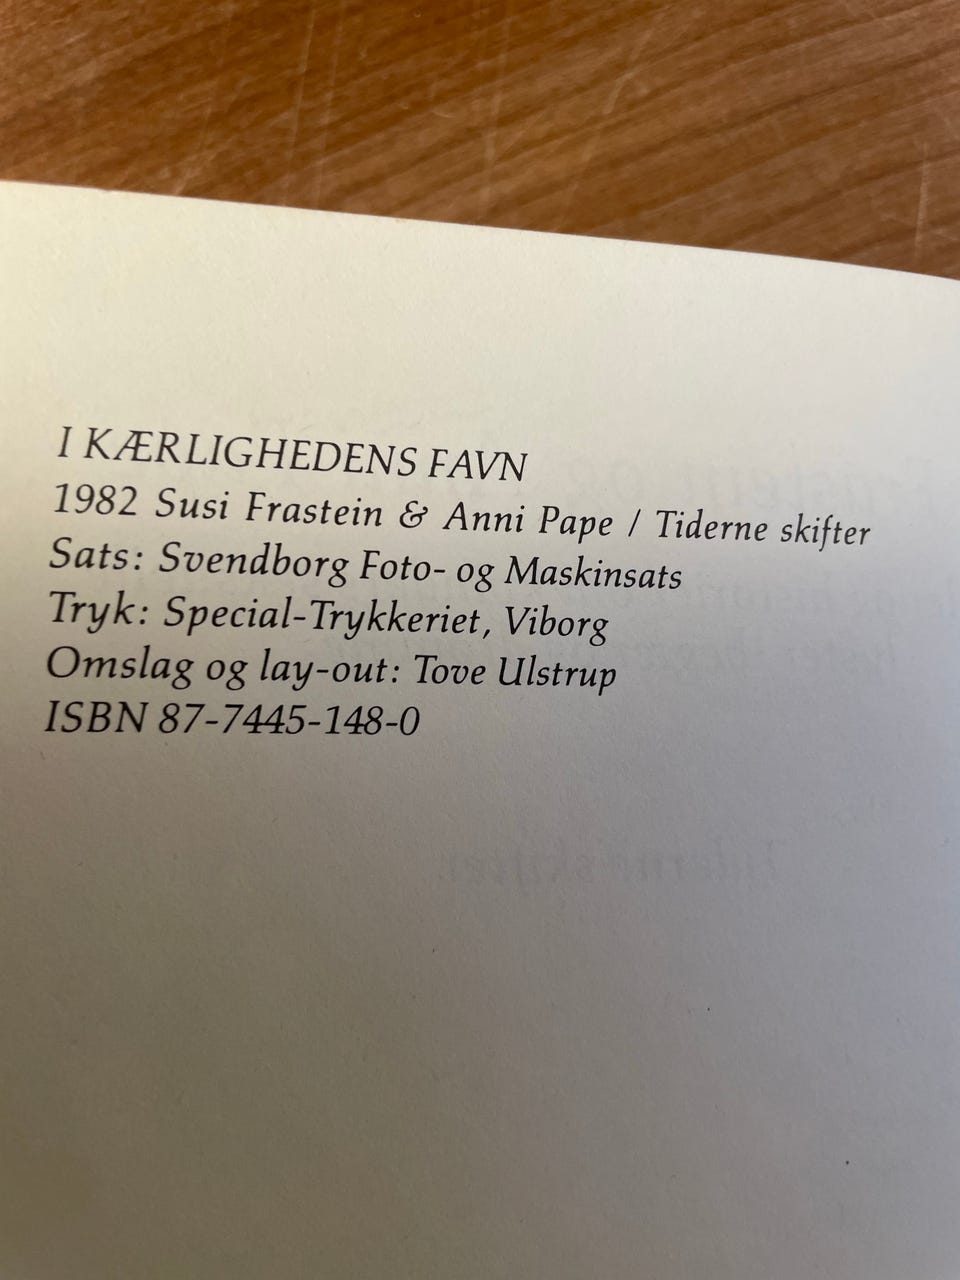 I KÆRLIGHEDENS FAVN
1982 Susi Frastein & Anni Pape / Tiderne skifter
Sats: Svendborg Foto- og Maskinsats
Tryk: Special-Trykkeriet, Viborg
Omslag og lay-out: Tove Ulstrup
ISBN 87-7445-148-0